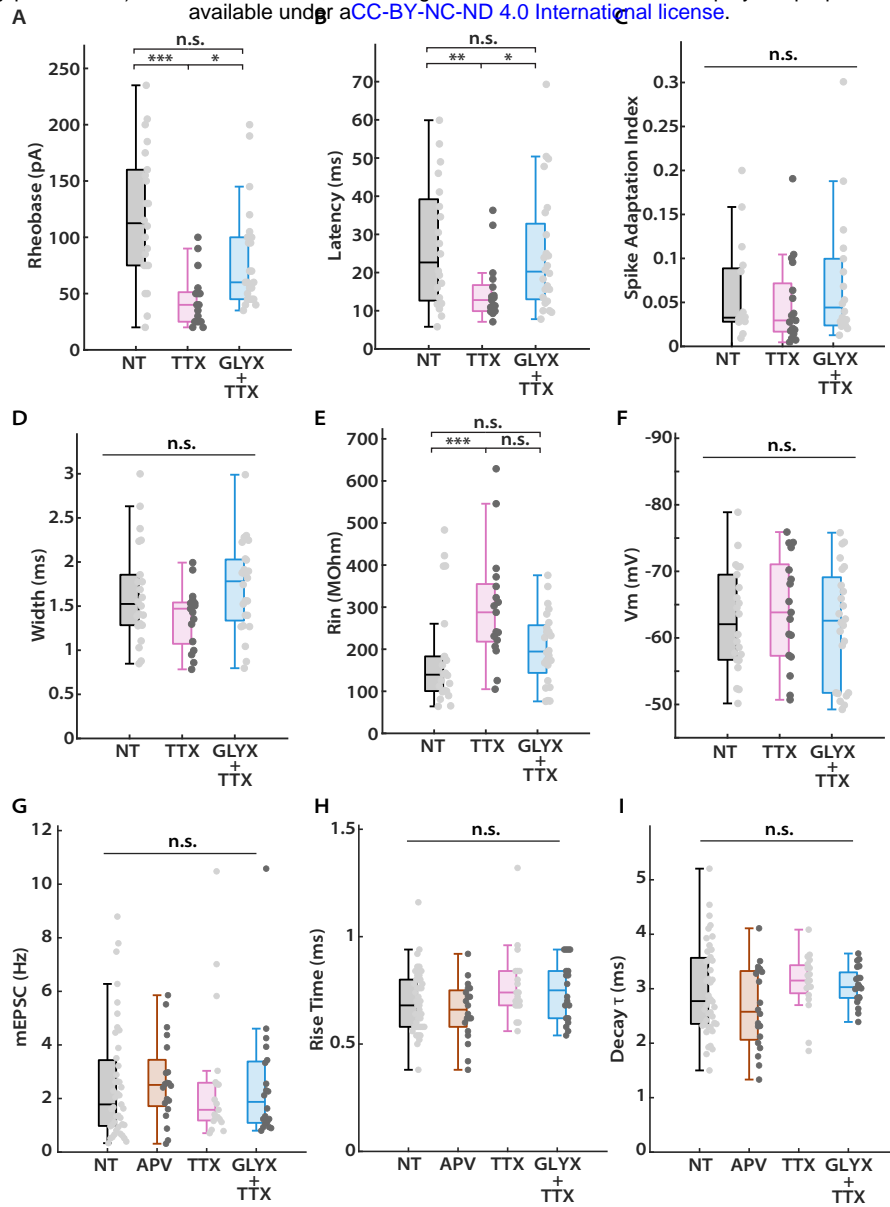 available under aCC-BY-NC-ND 4.0 International license.
A
n.s.
*** *
Rheobase (pA)
250
200
150
100
50
0
NT TTX GLYX
+
TTX
B
n.s.
** *
Latency (ms)
70
60
50
40
30
20
10
0
NT TTX GLYX
+
TTX
C
n.s.
Spike Adaptation Index
0.3
0.2
0.2
0.1
0.1
0.05
0
NT TTX GLYX
+
TTX
D
n.s.
Width (ms)
3
2.5
2
1.5
1
0.5
0
NT TTX GLYX
+
TTX
E
n.s.
*** n.s.
Rin (MOhm)
700
600
500
400
300
200
100
0
NT TTX GLYX
+
TTX
F
n.s.
Vm (mV)
-90
-70
-60
-50
NT TTX GLYX
+
TTX
G
n.s.
mEPSC (Hz)
12
10
8
6
4
2
0
NT APV TTX GLYX
+
TTX
H
n.s.
Rise Time (ms)
1.5
1
0.5
0
NT APV TTX GLYX
+
TTX
I
n.s.
Decay τ (ms)
5
4
3
2
1
0
NT APV TTX GLYX
+
TTX